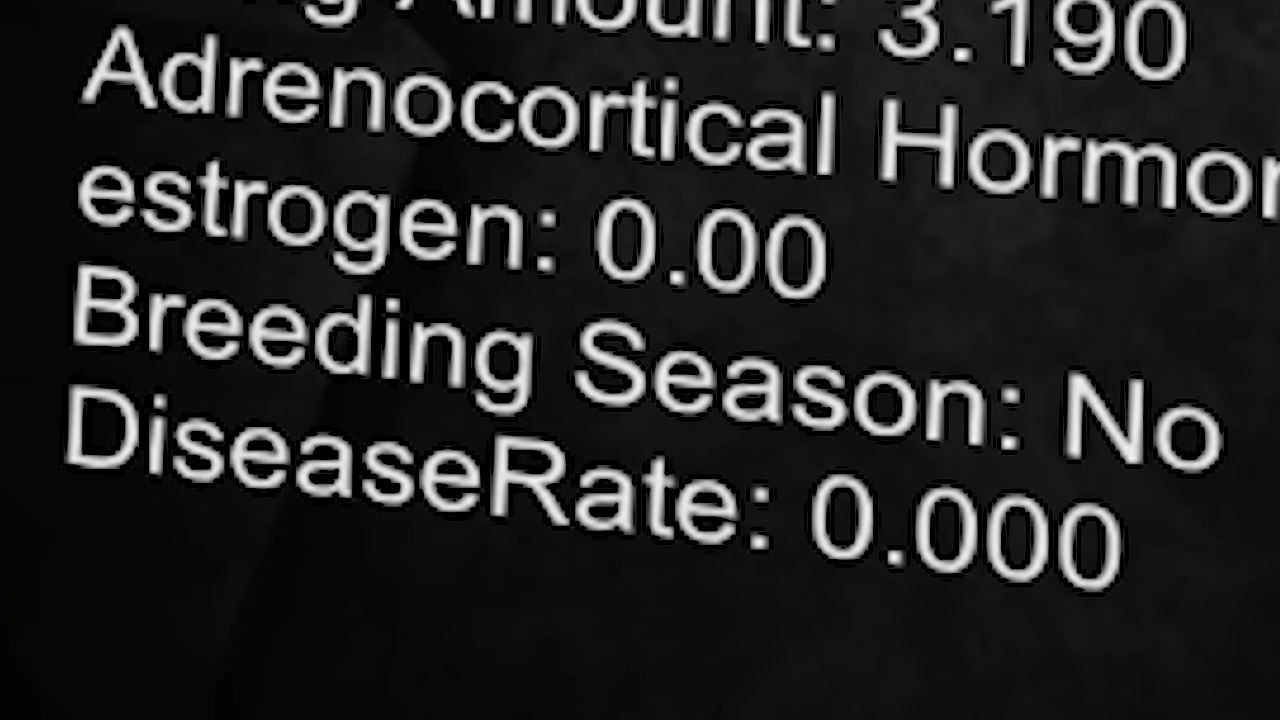 Amount: 3.190
Adrenocortical
estrogen: 0.00
Breeding Season: No
DiseaseRate: 0.000